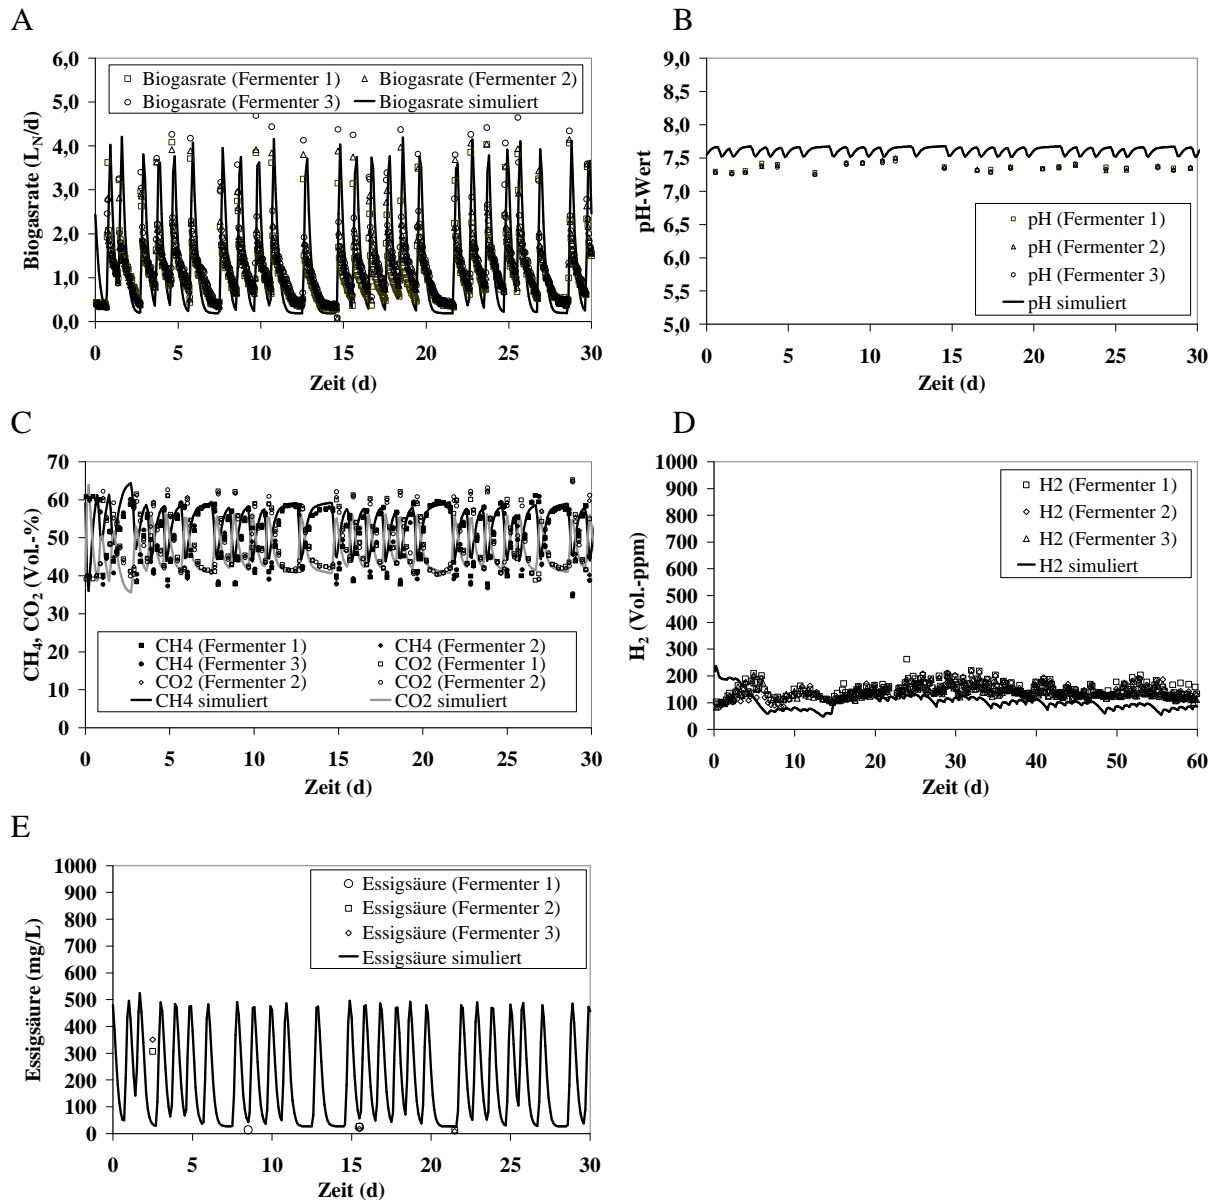 A
6,0
5,0
4,0
3,0
2,0
1,0
0,0
Biogasrate (L_N/d)
Biogasrate (Fermenter 1)
Biogasrate (Fermenter 2)
Biogasrate (Fermenter 3)
Biogasrate simuliert
0 5 10 15 20 25 30
Zeit (d)
B
9,0
8,5
8,0
7,5
7,0
6,5
6,0
5,5
5,0
pH-Wert
pH (Fermenter 1)
pH (Fermenter 2)
pH (Fermenter 3)
pH simuliert
0 5 10 15 20 25 30
Zeit (d)
C
70
60
50
40
30
20
10
0
CH₄, CO₂ (Vol.-%)
CH4 (Fermenter 1)
CH4 (Fermenter 2)
CH4 (Fermenter 3)
CO2 (Fermenter 1)
CO2 (Fermenter 2)
CO2 (Fermenter 2)
CH4 simuliert
CO2 simuliert
0 5 10 15 20 25 30
Zeit (d)
D
1000
900
800
700
600
500
400
300
200
100
0
H₂ (Vol.-ppm)
H2 (Fermenter 1)
H2 (Fermenter 2)
H2 (Fermenter 3)
H2 simuliert
0 10 20 30 40 50 60
Zeit (d)
E
1000
900
800
700
600
500
400
300
200
100
0
Essigsäure (mg/L)
Essigsäure (Fermenter 1)
Essigsäure (Fermenter 2)
Essigsäure (Fermenter 3)
Essigsäure simuliert
0 5 10 15 20 25 30
Zeit (d)